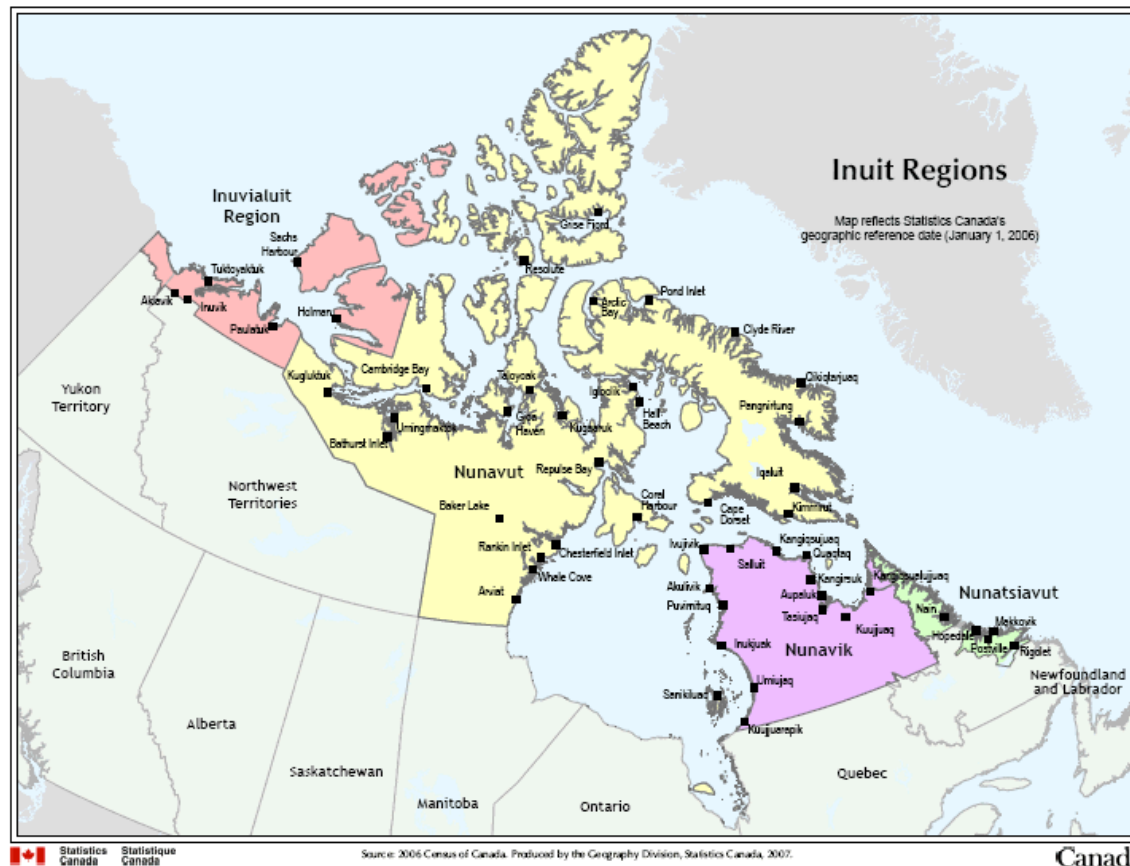 Inuit Regions
Map reflects Statistics Canada's
geographic reference date (January 1, 2006)
Inuvialuit
Region
Sachs
Harbour
Tuktoyaktuk
Aklavik
Inuvik
Paulatuk
Holman
Grise Fiord
Resolute
Arctic
Bay
Pond Inlet
Clyde River
Qikiqtarjuaq
Pangnirtung
Kugluktuk
Cambridge Bay
Taloyoak
Igloolik
Hall
Beach
Umingmaktok
Bathurst Inlet
Gjoa
Haven
Kugaaruk
Yukon
Territory
Northwest
Territories
Nunavut
Repulse Bay
Iqaluit
Baker Lake
Coral
Harbour
Cape
Dorset
Kimmirut
Rankin Inlet
Chesterfield Inlet
Whale Cove
Arviat
Ivujivik
Salluit
Kangiqsujuaq
Quaqtaq
Akulivik
Kangirsuk
Kangiqsualujjuaq
Puvirnituq
Aupaluk
Tasiujaq
Kuujjuaq
Inukjuak
Nunavik
Umiujaq
Sanikiluaq
Kuujjuarapik
Nunatsiavut
Nain
Hopedale
Makkovik
Postville
Rigolet
Newfoundland
and Labrador
British
Columbia
Alberta
Saskatchewan
Manitoba
Ontario
Quebec
Statistics Statistique
Canada Canada
Source: 2006 Census of Canada. Produced by the Geography Division, Statistics Canada, 2007.
Canad